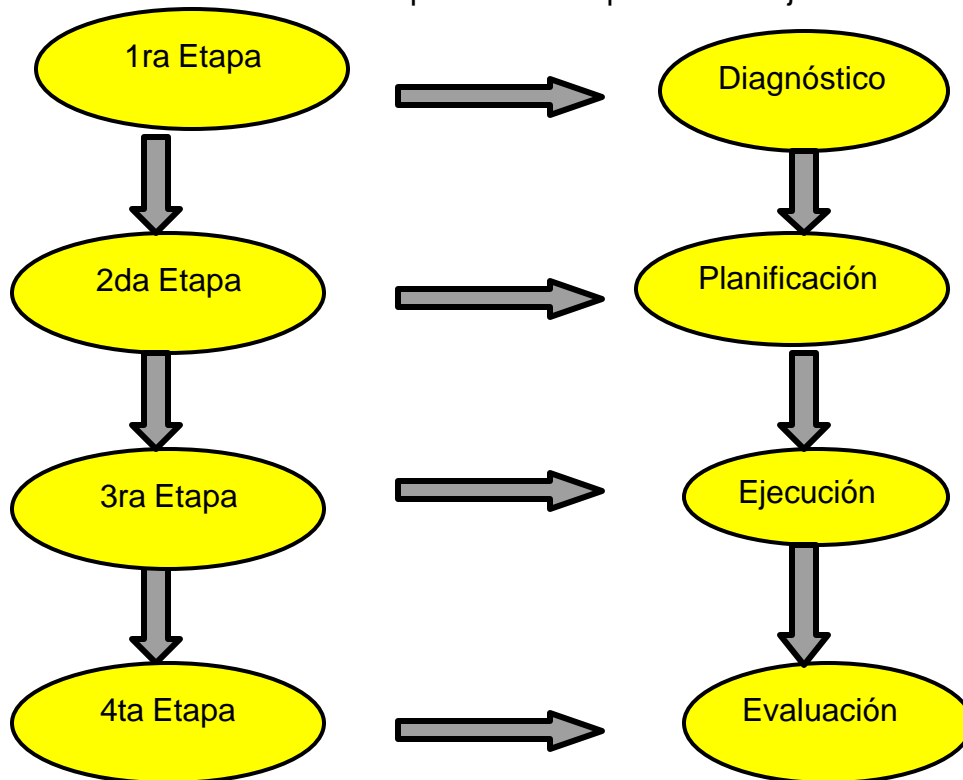 1ra Etapa
Diagnóstico
2da Etapa
Planificación
3ra Etapa
Ejecución
4ta Etapa
Evaluación